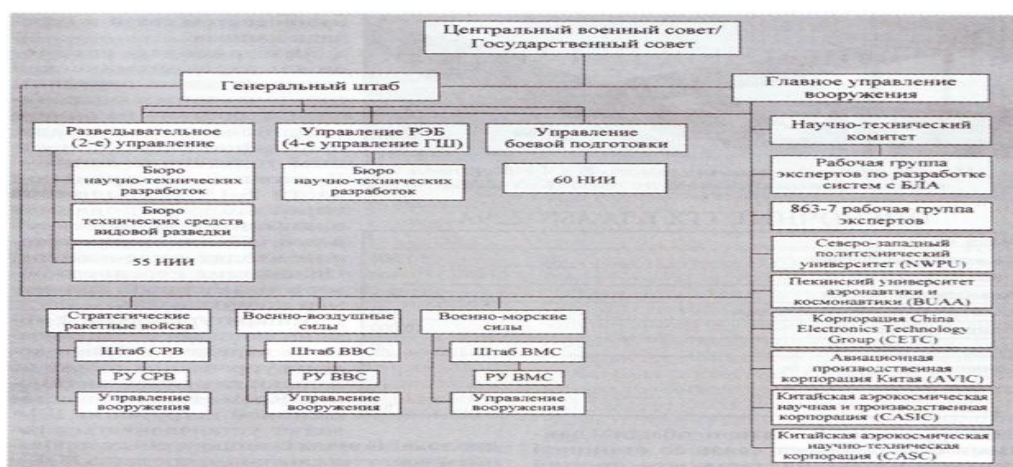 Центральный военный совет/
Государственный совет
Генеральный штаб
Главное управление
вооружения
Разведывательное
(2-е) управление
Управление РЭБ
(4-е управление ГШ)
Управление
боевой подготовки
Бюро
научно-технических
разработок
Бюро
технических средств
видовой разведки
55 НИИ
Бюро
научно-технических
разработок
60 НИИ
Научно-технический
комитет
Рабочая группа
экспертов по разработке
систем с БЛА
863-7 рабочая группа
экспертов
Северо-западный
политехнический
университет (NWPU)
Пекинский университет
аэронавтики и
космонавтики (BUAA)
Корпорация China
Electronics Technology
Group (CETC)
Авиационная
производственная
корпорация Китая (AVIC)
Китайская аэрокосмическая
научная и производственная
корпорация (CASIC)
Китайская аэрокосмическая
научно-техническая
корпорация (CASC)
Стратегические
ракетные войска
Штаб СРВ
РУ СРВ
Управление
вооружения
Военно-воздушные
силы
Штаб ВВС
РУ ВВС
Управление
вооружения
Военно-морские
силы
Штаб ВМС
РУ ВМС
Управление
вооружения